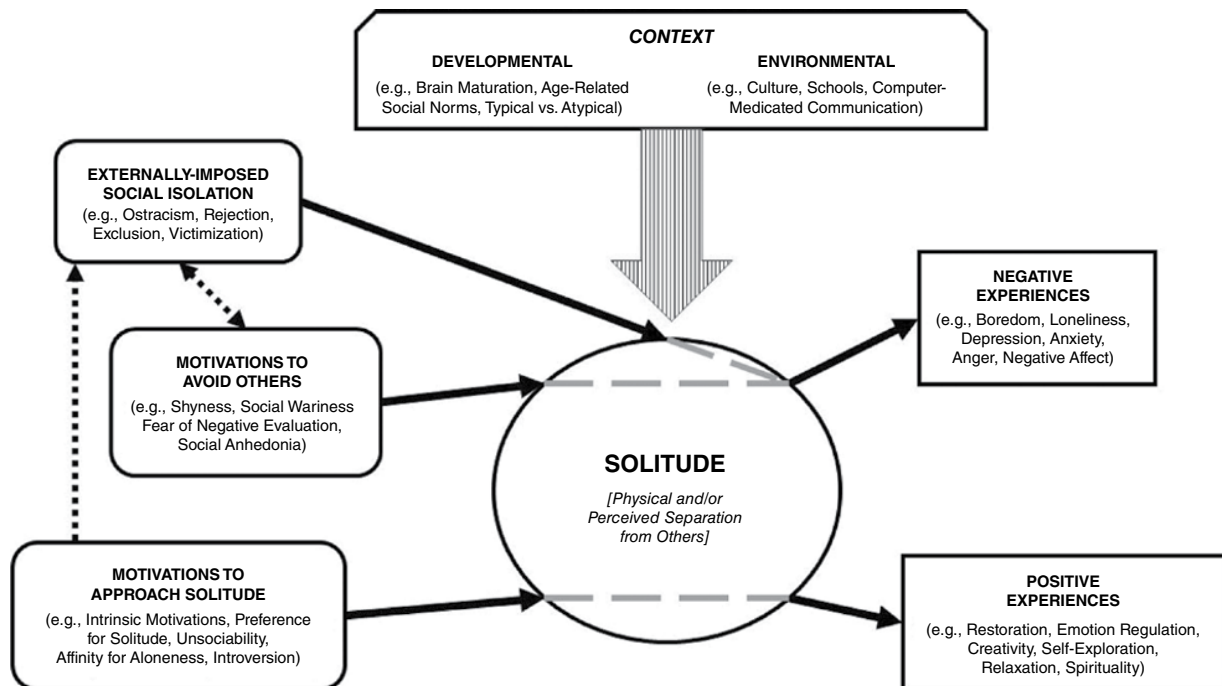 CONTEXT
DEVELOPMENTAL
(e.g., Brain Maturation, Age-Related
Social Norms, Typical vs. Atypical)
ENVIRONMENTAL
(e.g., Culture, Schools, Computer-
Medicated Communication)
EXTERNALLY-IMPOSED
SOCIAL ISOLATION
(e.g., Ostracism, Rejection,
Exclusion, Victimization)
MOTIVATIONS TO
AVOID OTHERS
(e.g., Shyness, Social Wariness
Fear of Negative Evaluation,
Social Anhedonia)
MOTIVATIONS TO
APPROACH SOLITUDE
(e.g., Intrinsic Motivations, Preference
for Solitude, Unsociability,
Affinity for Aloneness, Introversion)
SOLITUDE
[Physical and/or
Perceived Separation
from Others]
NEGATIVE
EXPERIENCES
(e.g., Boredom, Loneliness,
Depression, Anxiety,
Anger, Negative Affect)
POSITIVE
EXPERIENCES
(e.g., Restoration, Emotion Regulation,
Creativity, Self-Exploration,
Relaxation, Spirituality)